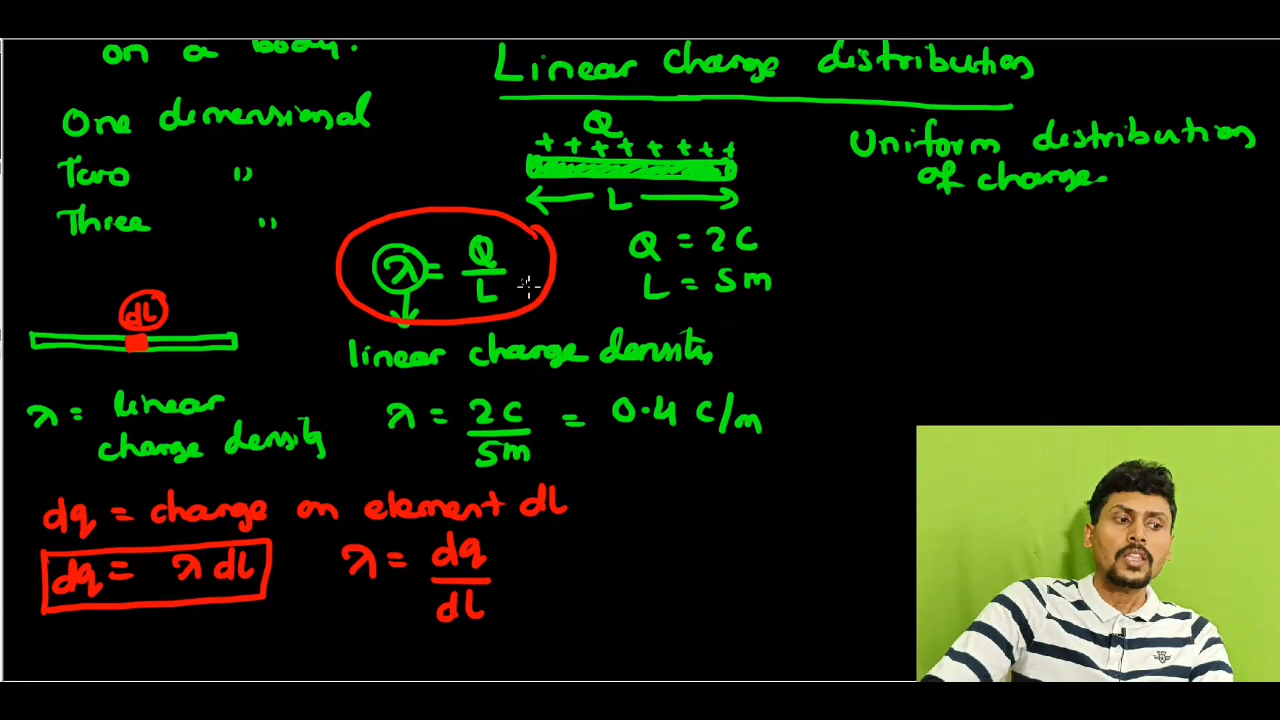 on a body.
Linear charge distribution
One dimensional
Two "
Three "
Q
+ + + + + + + +
L
Uniform distribution
of charge.
λ = Q/L
Q = 2C
L = 5m
linear charge density
dl
λ = linear
charge density
λ = 2C/5m = 0.4 C/m
dq = charge on element dl
dq = λ dl
λ = dq/dl